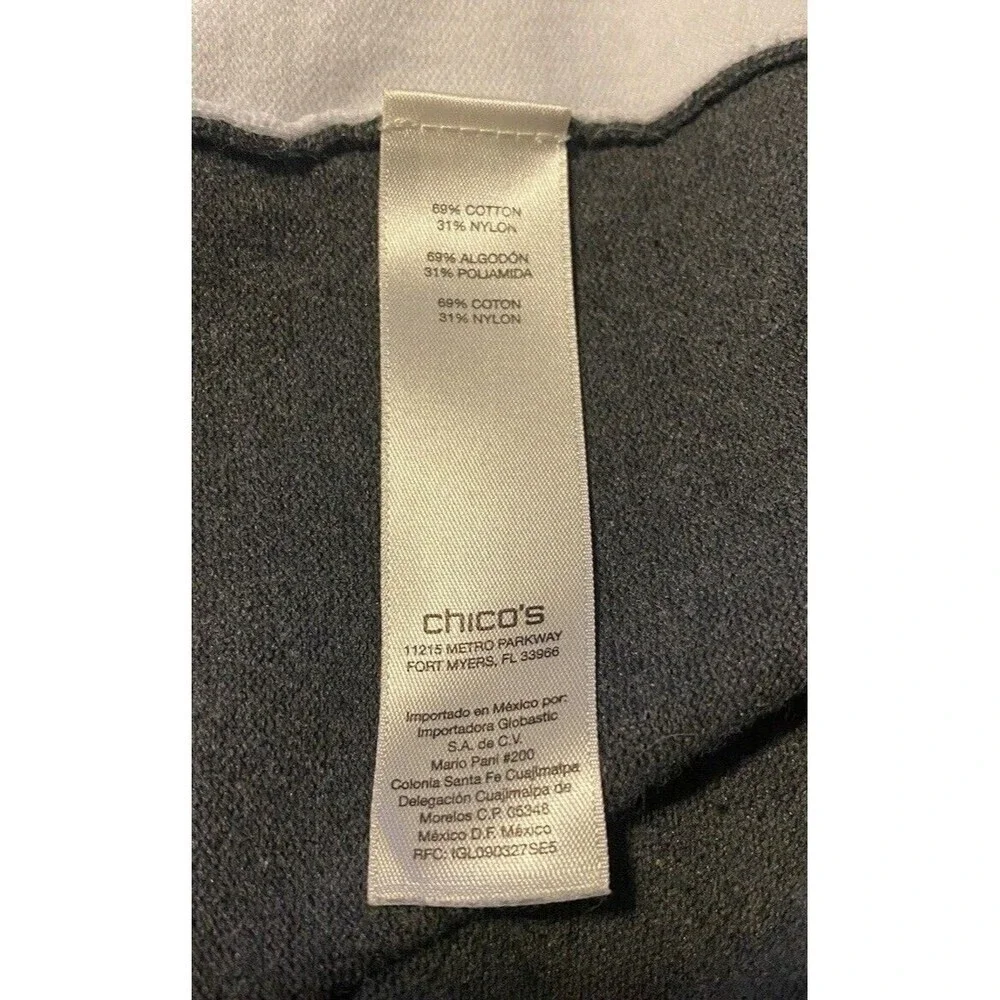 69% COTTON
31% NYLON
69% ALGODÓN
31% POLIAMIDA
69% COTON
31% NYLON
chico's
11215 METRO PARKWAY
FORT MYERS, FL 33966
Importado en México por:
Importadora Globastic
S.A. de C.V.
Mario Pani #200
Colonia Santa Fe Cuajimalpa
Delegación Cuajimalpa de
Morelos C.P. 05348
México D.F. México
RFC: IGL090327SE5